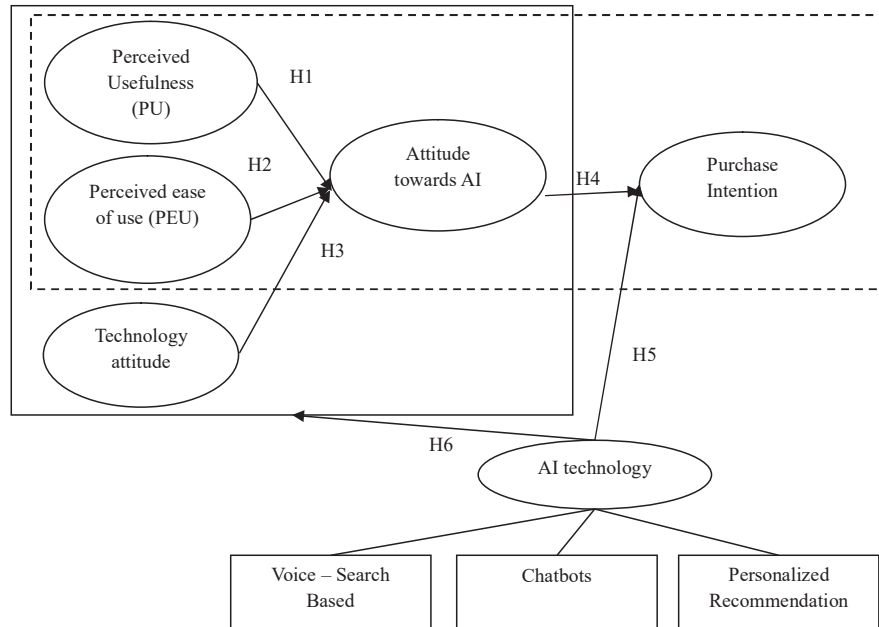 Perceived
Usefulness
(PU)
H1
Perceived ease
of use (PEU)
H2
Attitude
towards AI
H4
Purchase
Intention
H3
Technology
attitude
H5
H6
AI technology
Voice – Search
Based
Chatbots
Personalized
Recommendation